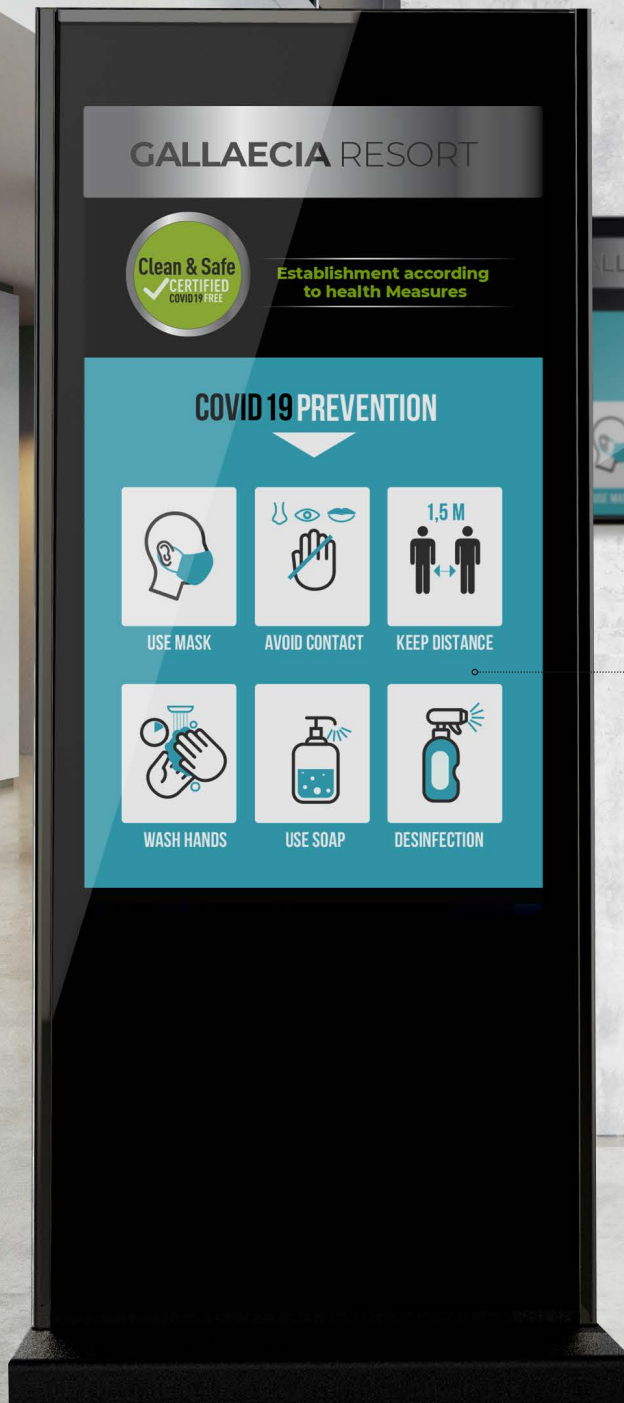 GALLAECIA RESORT
Clean & Safe
CERTIFIED
COVID19 FREE
Establishment according
to health Measures
COVID 19 PREVENTION
1,5 M
USE MASK
AVOID CONTACT
KEEP DISTANCE
WASH HANDS
USE SOAP
DESINFECTION